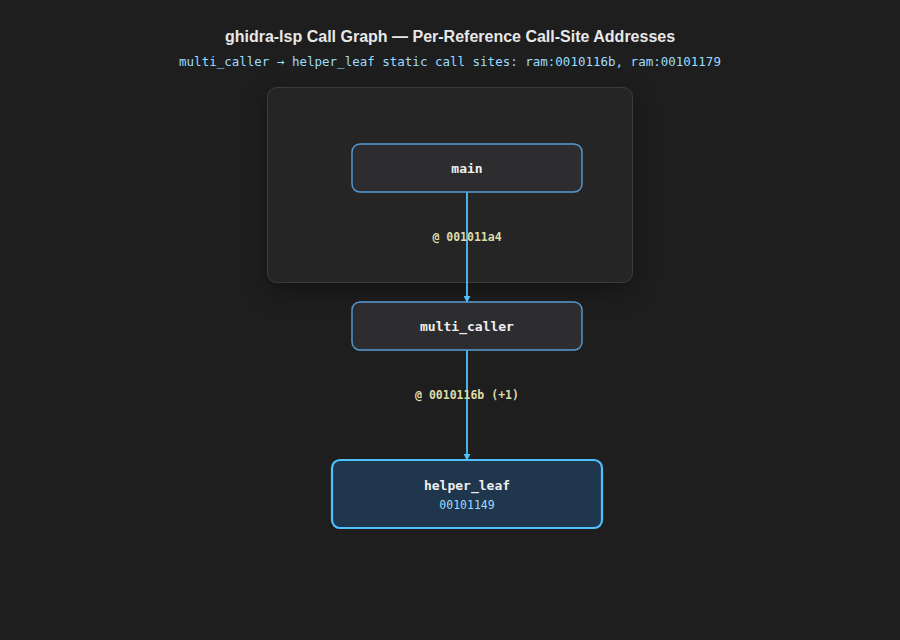 ghidra-lsp Call Graph — Per-Reference Call-Site Addresses
multi_caller → helper_leaf static call sites: ram:0010116b, ram:00101179
main
@ 001011a4
multi_caller
@ 0010116b (+1)
helper_leaf
00101149